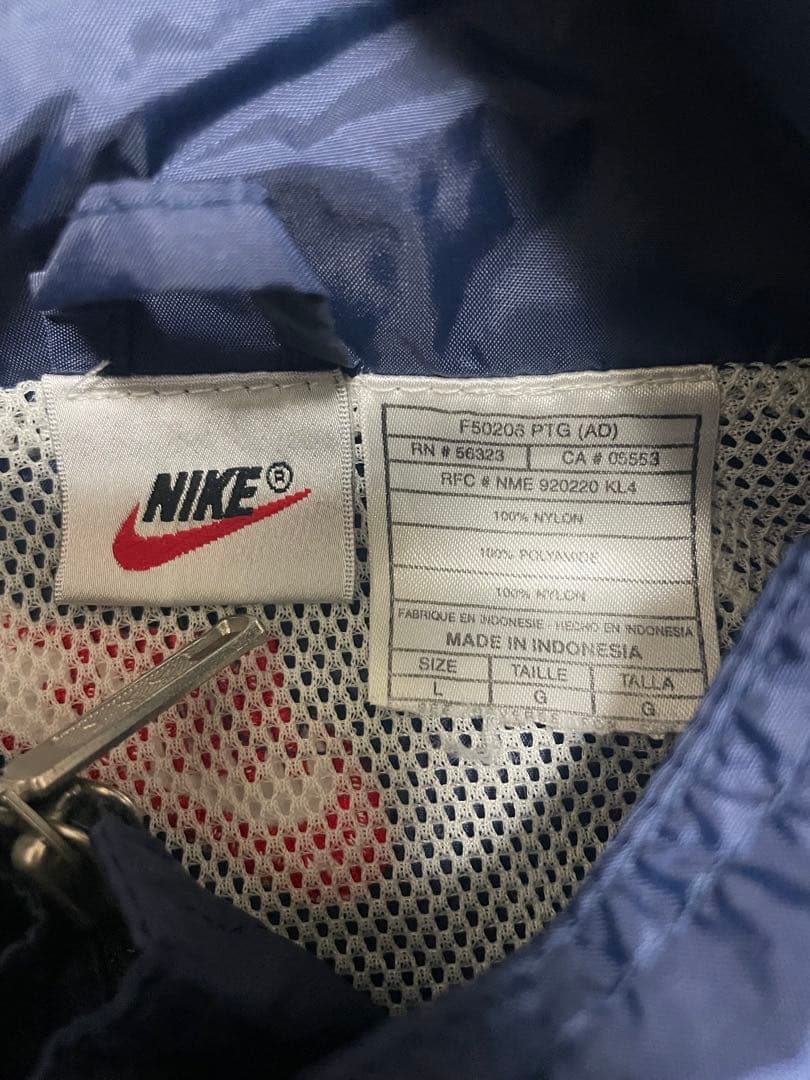 NIKE®
F50206 PTG (AD)
RN # 56323 CA # 05553
RFC # NME 920220 KL4
100% NYLON
100% POLYAMIDE
100% NYLON
FABRIQUE EN INDONESIE - HECHO EN INDONESIA
MADE IN INDONESIA
SIZE TAILLE TALLA
L G G